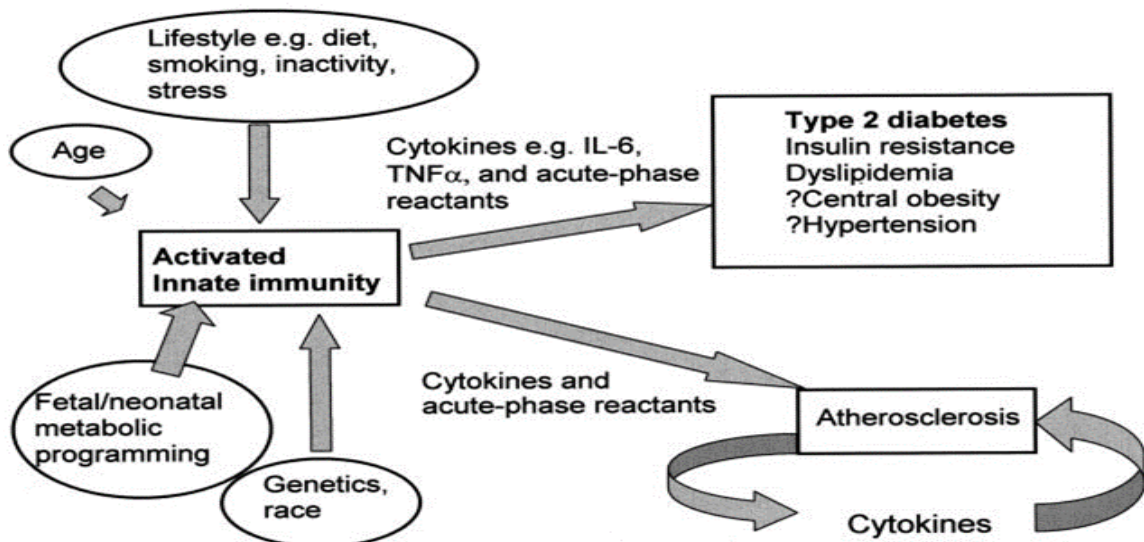 Lifestyle e.g. diet,
smoking, inactivity,
stress
Age
Cytokines e.g. IL-6,
TNFα, and acute-phase
reactants
Type 2 diabetes
Insulin resistance
Dyslipidemia
?Central obesity
?Hypertension
Activated
Innate immunity
Fetal/neonatal
metabolic
programming
Genetics,
race
Cytokines and
acute-phase reactants
Atherosclerosis
Cytokines